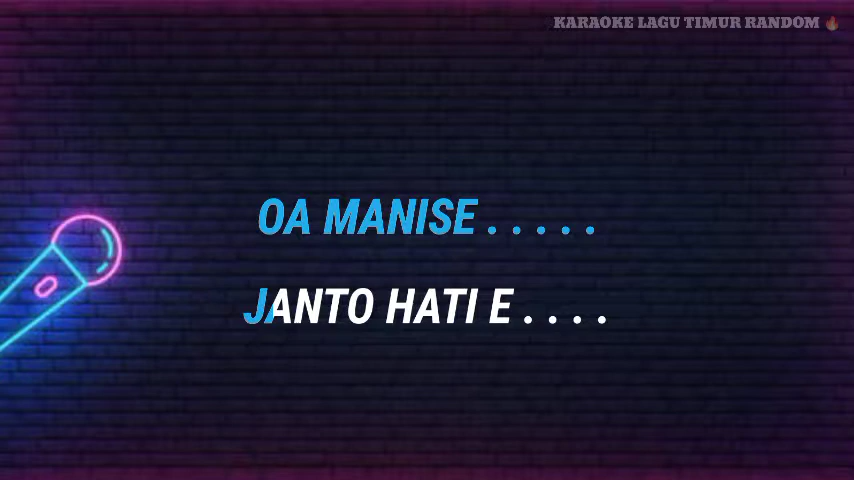 KARAOKE LAGU TIMUR RANDOM 🔥
OA MANISE . . . . .
JANTO HATI E . . . .